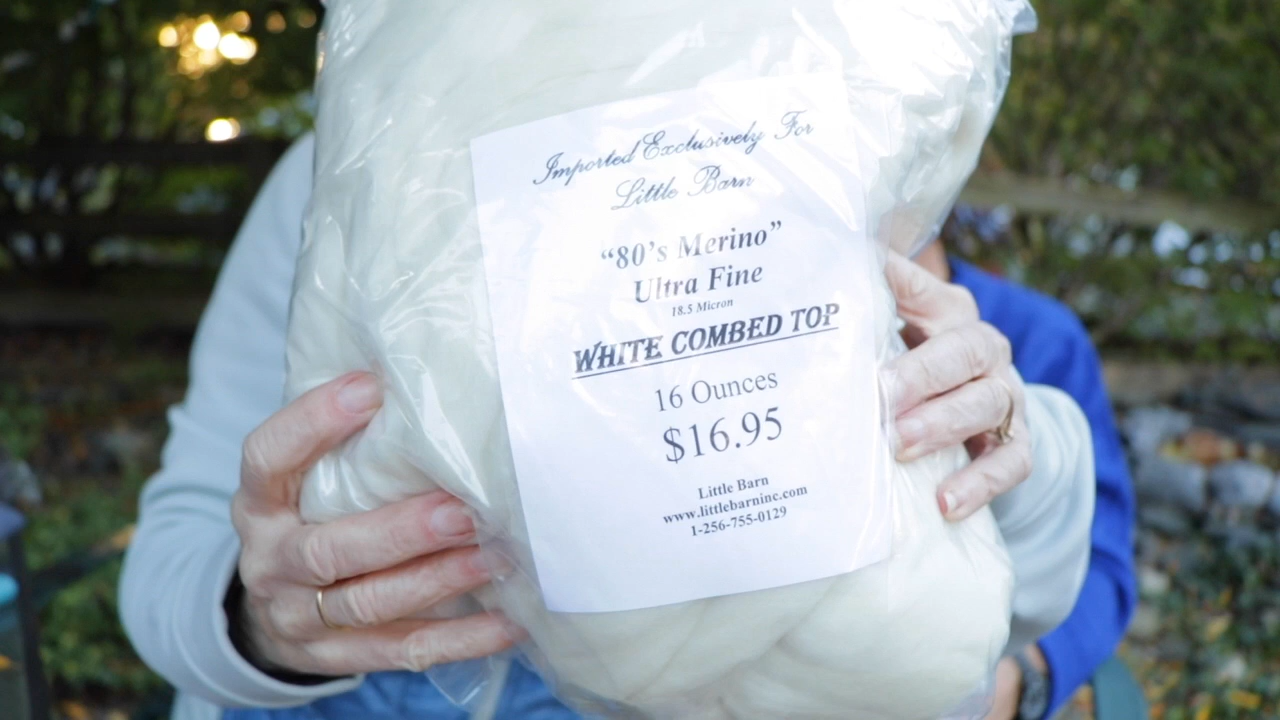 Imported Exclusively For
Little Barn
“80’s Merino”
Ultra Fine
18.5 Micron
WHITE COMBED TOP
16 Ounces
$16.95
Little Barn
www.littlebarninc.com
1-256-755-0129